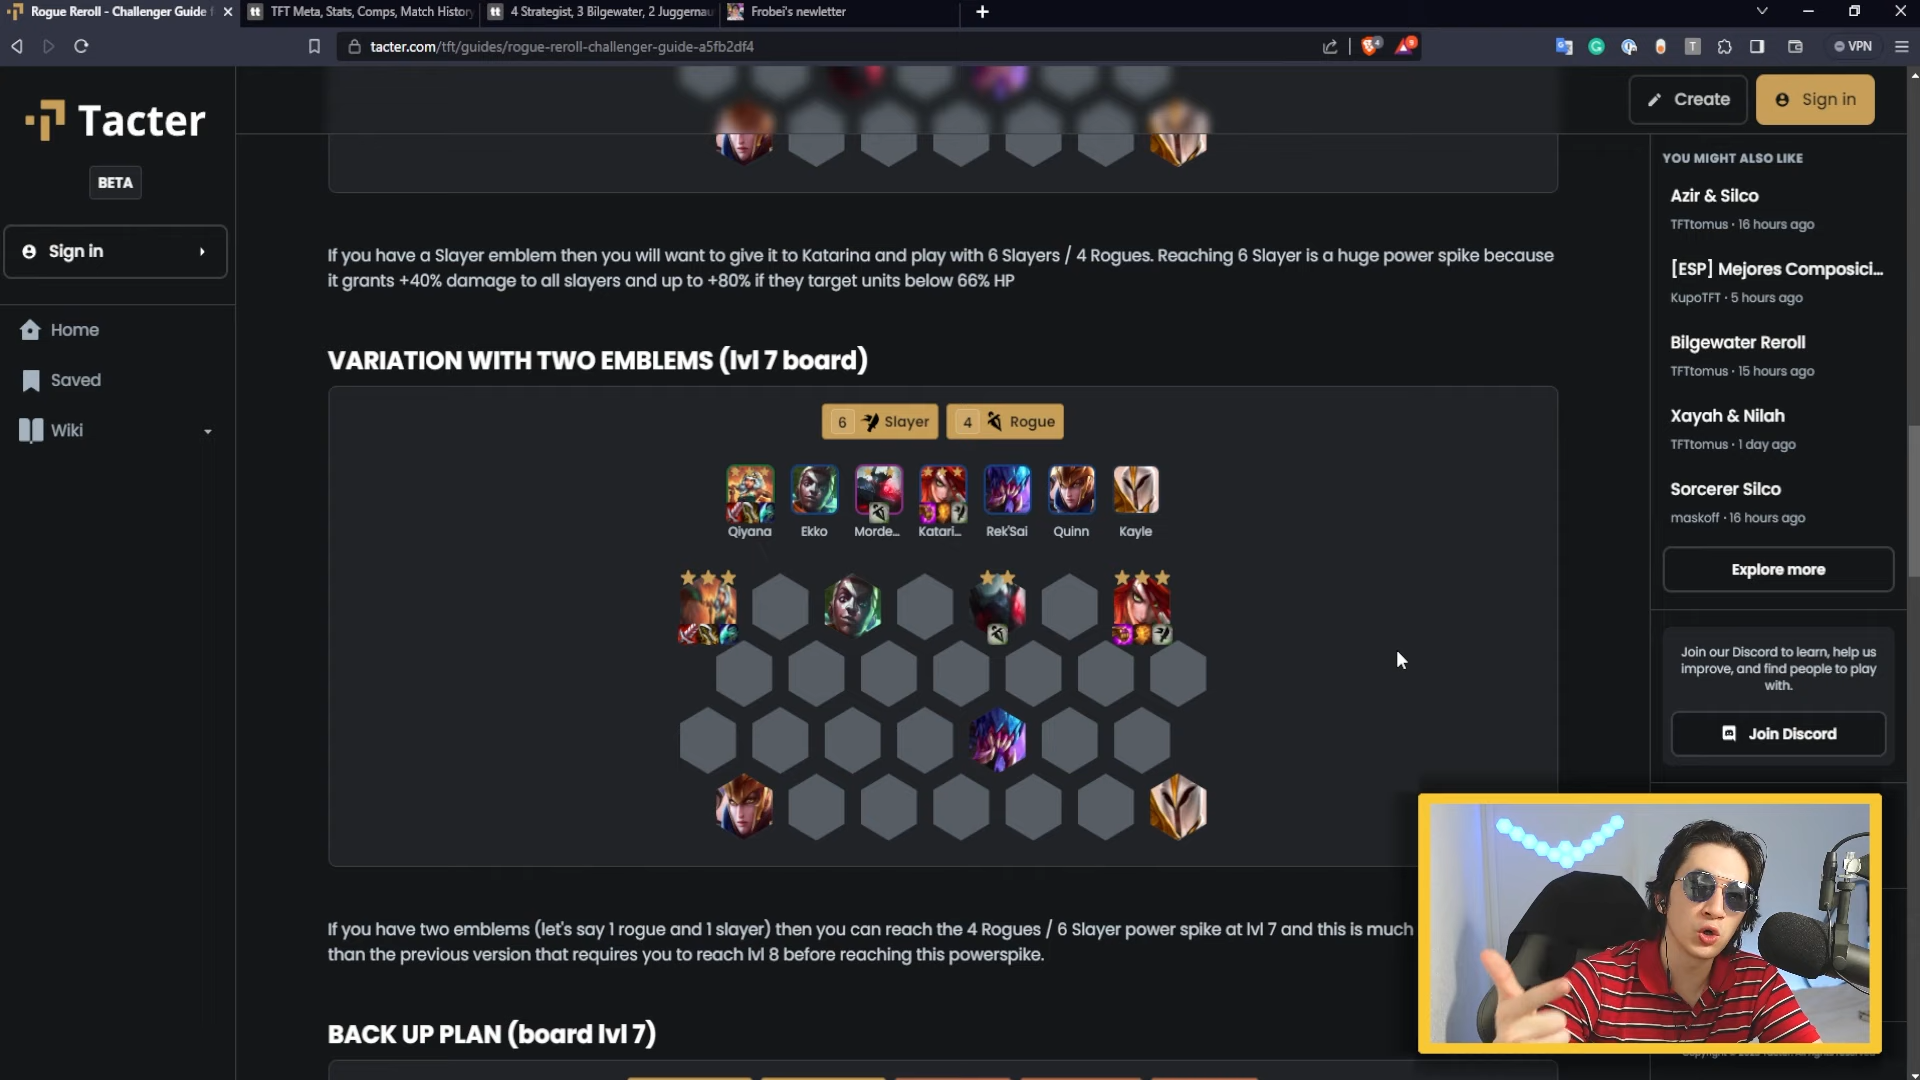 Rogue Reroll - Challenger Guide
TFT Meta, Stats, Comps, Match History
4 Strategist, 3 Bilgewater, 2 Juggernau
Frobei's newletter
tacter.com/tft/guides/rogue-reroll-challenger-guide-a5fb2df4
VPN
Tacter
BETA
Sign in
Home
Saved
Wiki
Create
Sign in
If you have a Slayer emblem then you will want to give it to Katarina and play with 6 Slayers / 4 Rogues. Reaching 6 Slayer is a huge power spike because
it grants +40% damage to all slayers and up to +80% if they target units below 66% HP
VARIATION WITH TWO EMBLEMS (lvl 7 board)
6 Slayer 4 Rogue
Qiyana Ekko Morde... Katari... Rek'Sai Quinn Kayle
If you have two emblems (let's say 1 rogue and 1 slayer) then you can reach the 4 Rogues / 6 Slayer power spike at lvl 7 and this is much
than the previous version that requires you to reach lvl 8 before reaching this powerspike.
BACK UP PLAN (board lvl 7)
YOU MIGHT ALSO LIKE
Azir & Silco
TFTtomus · 16 hours ago
[ESP] Mejores Composici...
KupoTFT · 5 hours ago
Bilgewater Reroll
TFTtomus · 15 hours ago
Xayah & Nilah
TFTtomus · 1 day ago
Sorcerer Silco
maskoff · 16 hours ago
Explore more
Join our Discord to learn, help us
improve, and find people to play
with.
Join Discord